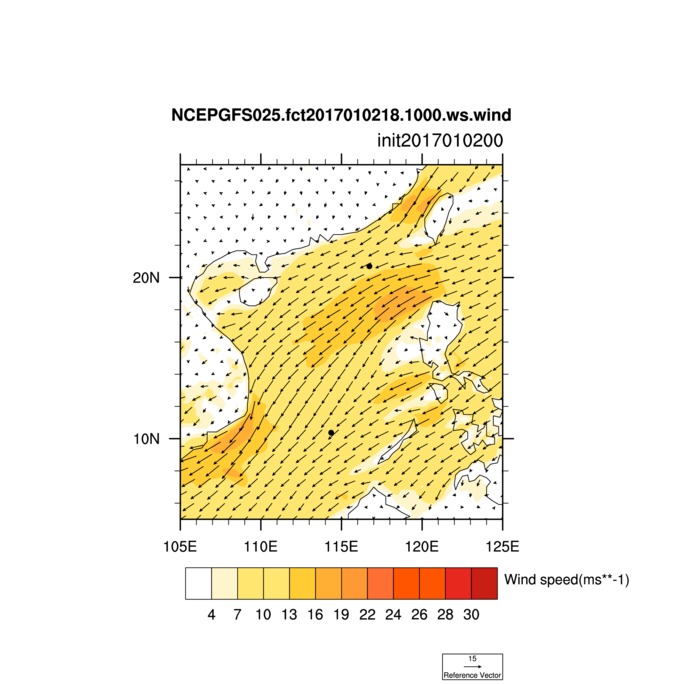 NCEPGFS025.fct2017010218.1000.ws.wind
init2017010200
20N
10N
105E 110E 115E 120E 125E
Wind speed(ms**-1)
4 7 10 13 16 19 22 24 26 28 30
15
Reference Vector